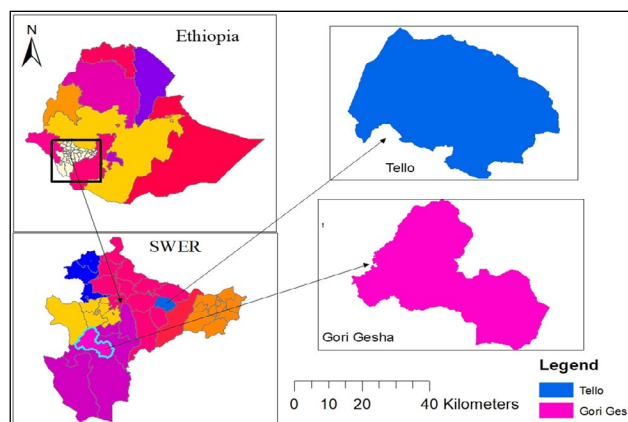 Ethiopia
N
Tello
SWER
Gori Gesha
Legend
Tello
Gori Ges
0 10 20 40 Kilometers